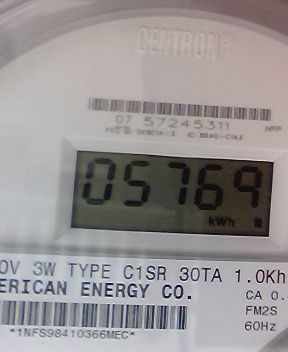 CENTRON®
07 57245311
HPP
05769
kWh
0V 3W TYPE C1SR 30TA 1.0Kh
ERICAN ENERGY CO.
CA 0.
FM2S
60Hz
*1NFS98410366MEC*